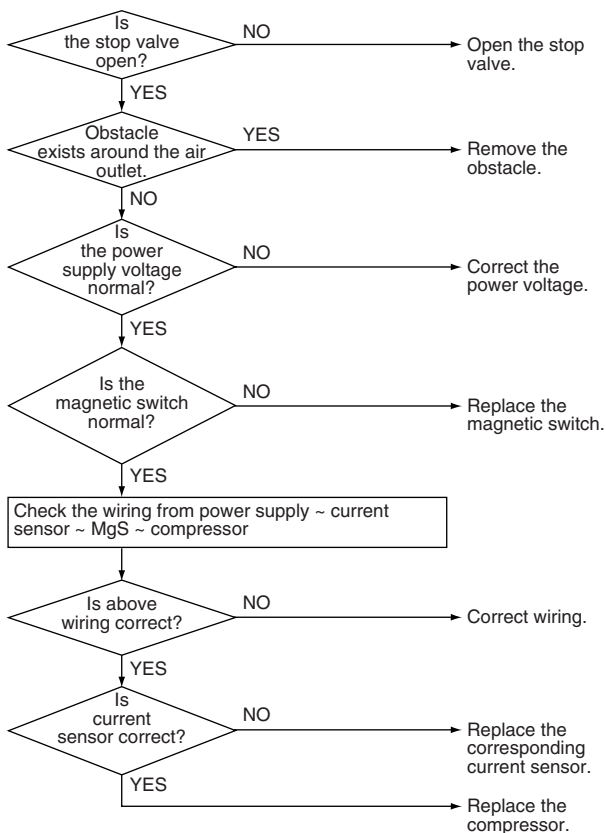 Is
the stop valve
open?
NO
Open the stop
valve.
YES
Obstacle
exists around the air
outlet.
YES
Remove the
obstacle.
NO
Is
the power
supply voltage
normal?
NO
Correct the
power voltage.
YES
Is the
magnetic switch
normal?
NO
Replace the
magnetic switch.
YES
Check the wiring from power supply ~ current
sensor ~ MgS ~ compressor
Is above
wiring correct?
NO
Correct wiring.
YES
Is
current
sensor correct?
NO
Replace the
corresponding
current sensor.
YES
Replace the
compressor.